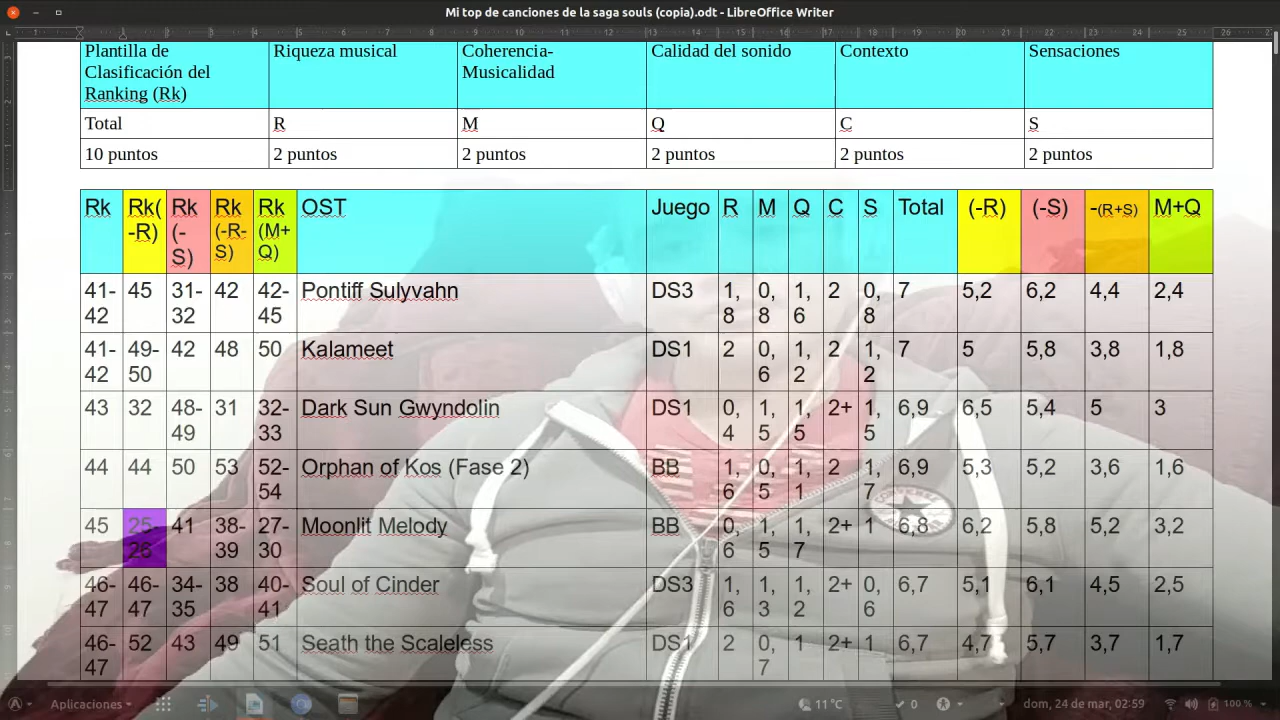 Mi top de canciones de la saga souls (copia).odt - LibreOffice Writer
Plantilla de Clasificación del Ranking (Rk) Riqueza musical Coherencia-Musicalidad Calidad del sonido Contexto Sensaciones
Total R M Q C S
10 puntos 2 puntos 2 puntos 2 puntos 2 puntos 2 puntos
Rk Rk(-R) Rk (-S) Rk (-R-S) Rk (M+Q) OST Juego R M Q C S Total (-R) (-S) -(R+S) M+Q
41-42 45 31-32 42 42-45 Pontiff Sulyvahn DS3 1,8 0,8 1,6 2 0,8 7 5,2 6,2 4,4 2,4
41-42 49-50 42 48 50 Kalameet DS1 2 0,6 1,2 2 1,2 7 5 5,8 3,8 1,8
43 32 48-49 31 32-33 Dark Sun Gwyndolin DS1 0,4 1,5 1,5 2+ 1,5 6,9 6,5 5,4 5 3
44 44 50 53 52-54 Orphan of Kos (Fase 2) BB 1,6 0,5 1,1 2 1,7 6,9 5,3 5,2 3,6 1,6
45 25-26 41 38-39 27-30 Moonlit Melody BB 0,6 1,5 1,7 2+ 1 6,8 6,2 5,8 5,2 3,2
46-47 46-47 34-35 38 40-41 Soul of Cinder DS3 1,6 1,3 1,2 2+ 0,6 6,7 5,1 6,1 4,5 2,5
46-47 52 43 49 51 Seath the Scaleless DS1 2 0,7 1 2+ 1 6,7 4,7 5,7 3,7 1,7
Aplicaciones 11 °C 0 dom, 24 de mar, 02:59 100 %